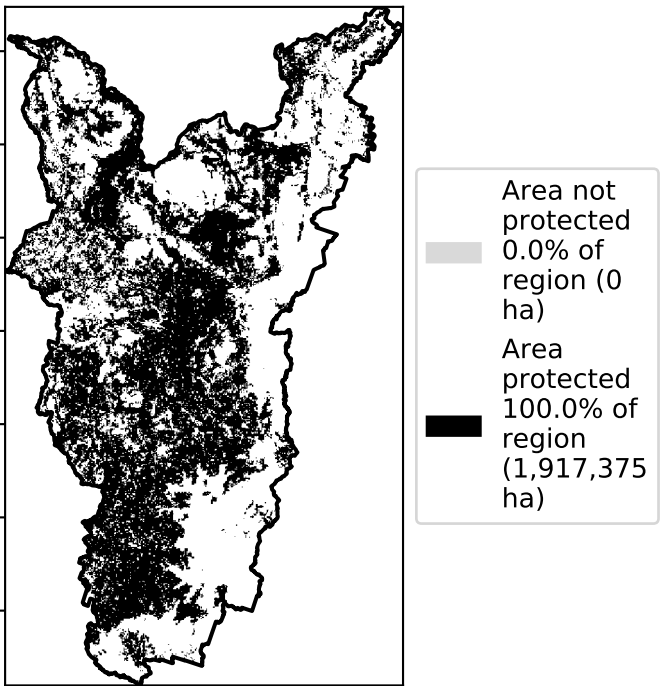 Area not
protected
0.0% of
region (0
ha)
Area
protected
100.0% of
region
(1,917,375
ha)